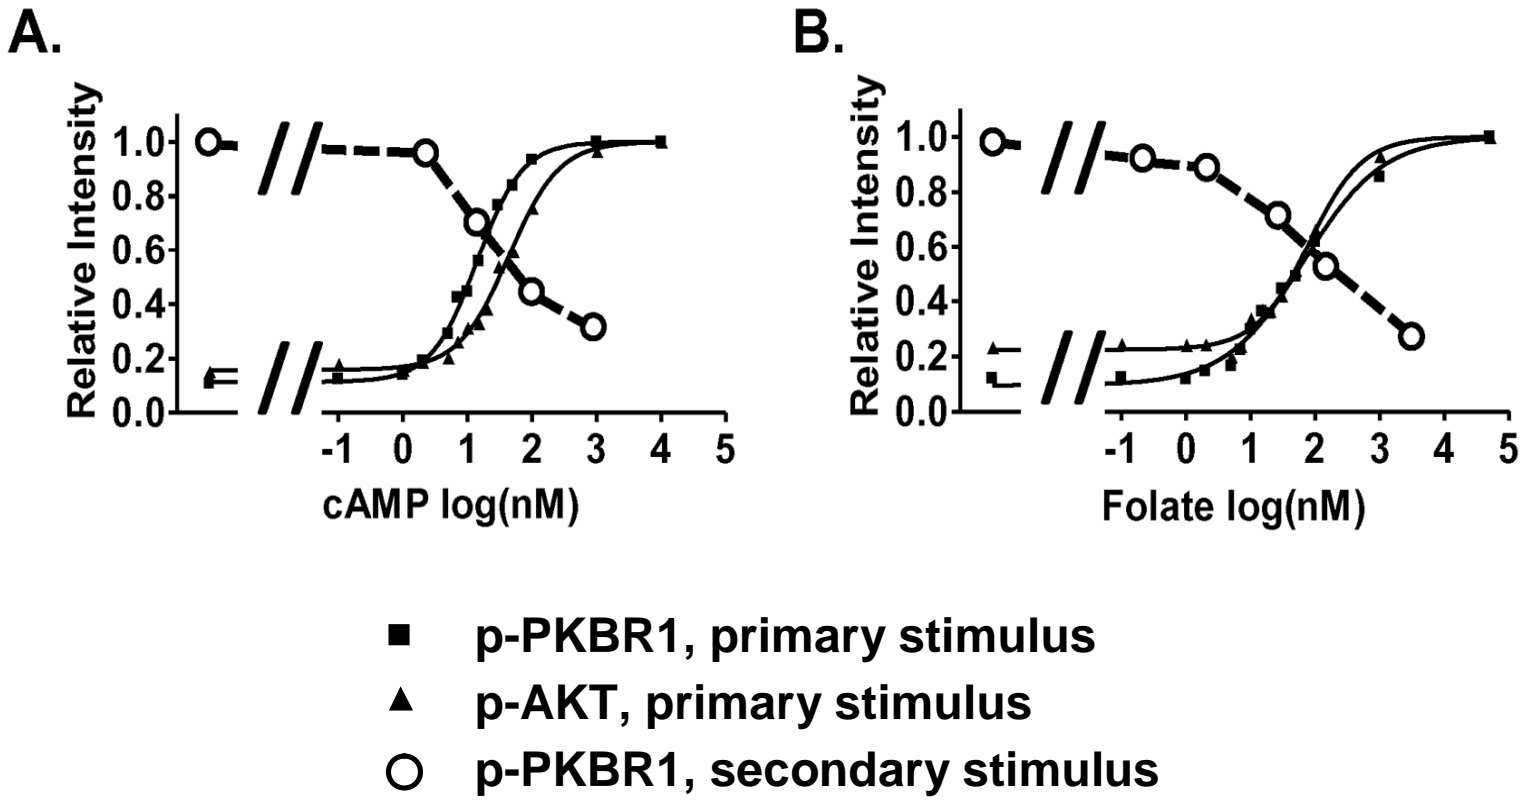 A.
Relative Intensity
1.0
0.8
0.6
0.4
0.2
0.0
-1 0 1 2 3 4 5
cAMP log(nM)
B.
Relative Intensity
1.0
0.8
0.6
0.4
0.2
0.0
-1 0 1 2 3 4 5
Folate log(nM)
p-PKBR1, primary stimulus
p-AKT, primary stimulus
p-PKBR1, secondary stimulus